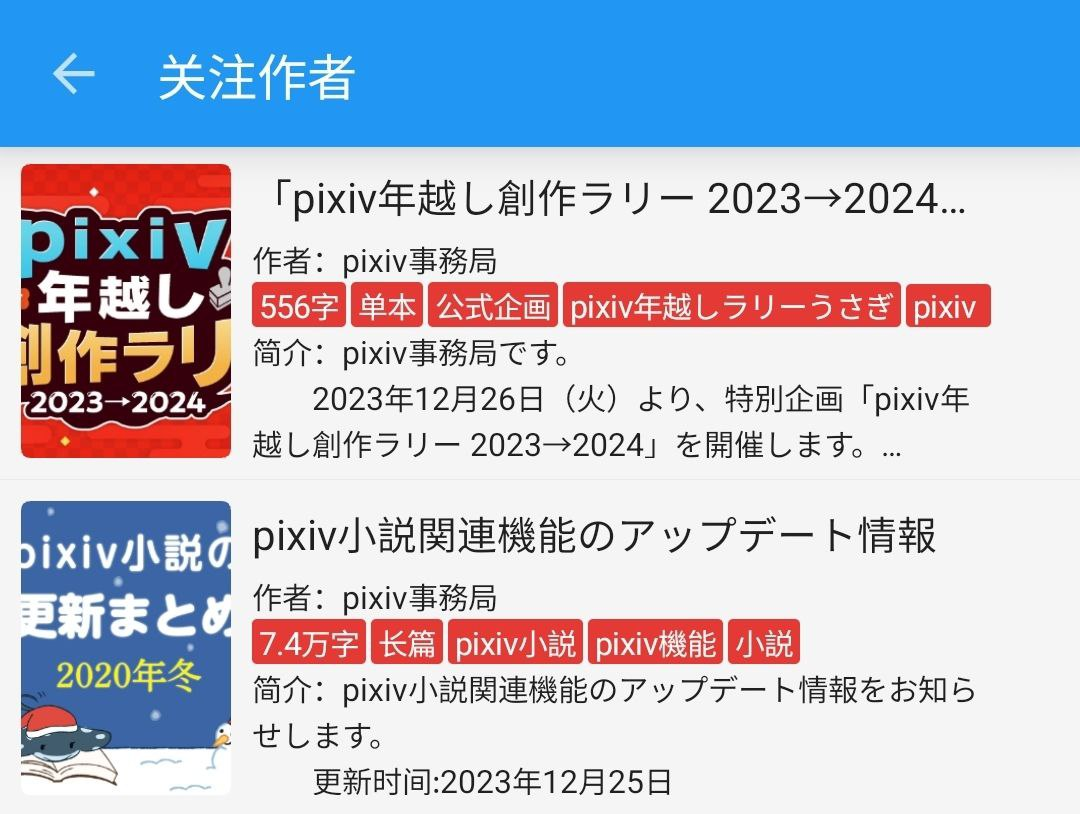 关注作者
pixiv
年越し
創作ラリ
2023→2024
「pixiv年越し創作ラリー 2023→2024…
作者：pixiv事務局
556字 单本 公式企画 pixiv年越しラリーうさぎ pixiv
简介：pixiv事務局です。
2023年12月26日（火）より、特別企画「pixiv年
越し創作ラリー 2023→2024」を開催します。…
pixiv小説の
更新まとめ
2020年冬
pixiv小説関連機能のアップデート情報
作者：pixiv事務局
7.4万字 长篇 pixiv小説 pixiv機能 小説
简介：pixiv小説関連機能のアップデート情報をお知ら
せします。
更新时间:2023年12月25日